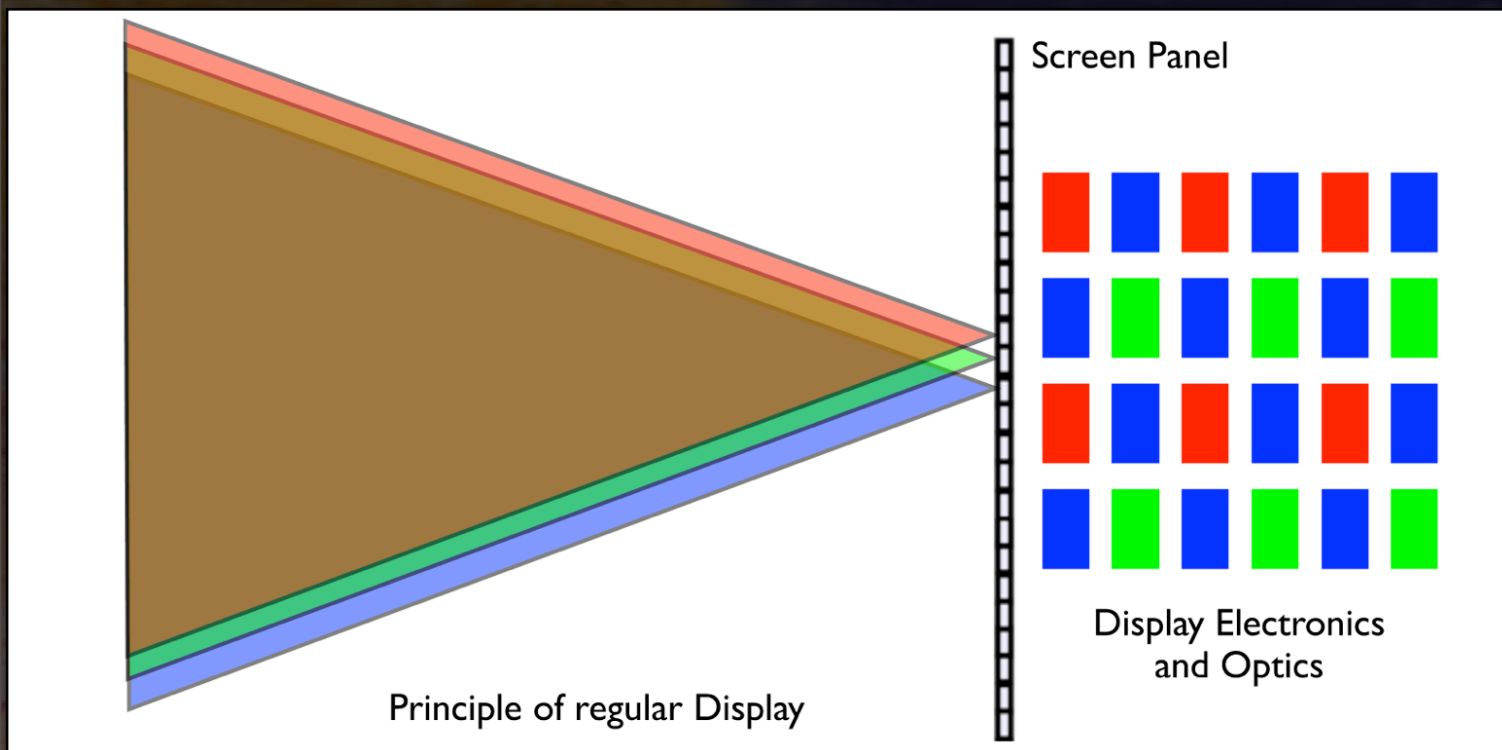 Screen Panel
Display Electronics
and Optics
Principle of regular Display